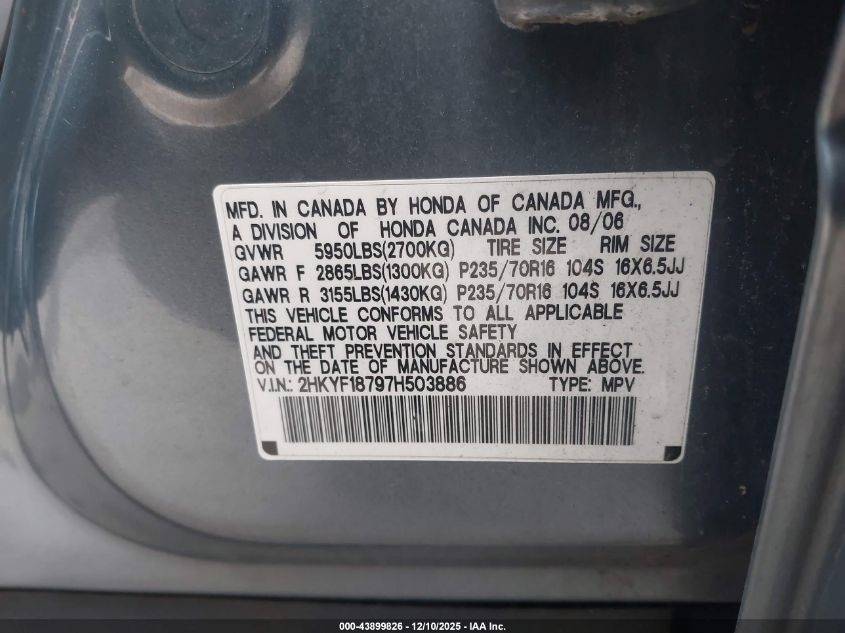 MFD. IN CANADA BY HONDA OF CANADA MFG.,
A DIVISION OF HONDA CANADA INC. 08/06
GVWR 5950LBS(2700KG) TIRE SIZE RIM SIZE
GAWR F 2865LBS(1300KG) P235/70R16 104S 16X6.5JJ
GAWR R 3155LBS(1430KG) P235/70R16 104S 16X6.5JJ
THIS VEHICLE CONFORMS TO ALL APPLICABLE
FEDERAL MOTOR VEHICLE SAFETY
AND THEFT PREVENTION STANDARDS IN EFFECT
ON THE DATE OF MANUFACTURE SHOWN ABOVE.
V.I.N.: 2HKYF18797H503886 TYPE: MPV
000-43899826 - 12/10/2025 - IAA Inc.